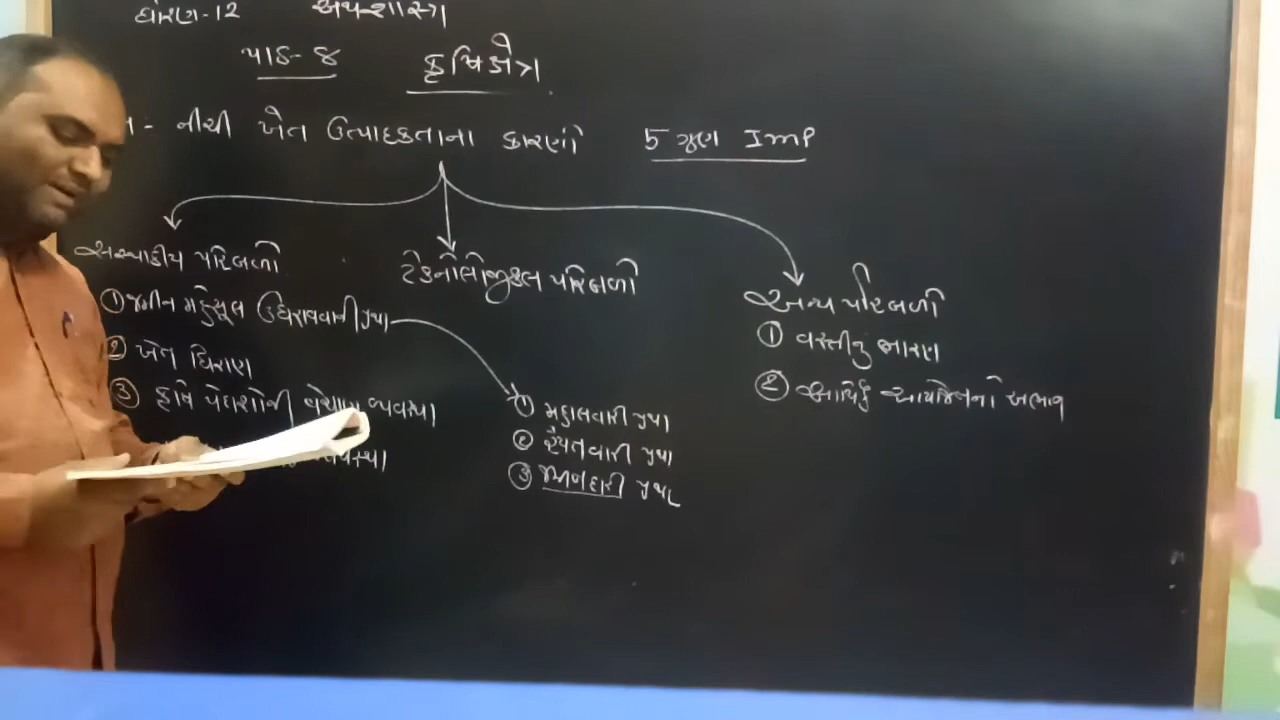 ધોરણ-12 અર્થશાસ્ત્ર
પાઠ- ૪ કૃષિક્ષેત્ર
- નીચી ખેત ઉત્પાદકતાના કારણો 5 ગુણ IMP
સંસ્થાકીય પરિબળો
① જમીન મહેસૂલ ઉઘરાવવાની પ્રથા
② ખેત ધિરાણ
③ કૃષિ પેદાશોની વેચાણ વ્યવસ્થા
વ્યવસ્થા
ટેકનોલોજીકલ પરિબળો
① મહાલવારી પ્રથા
② રૈયતવારી પ્રથા
③ જમીનદારી પ્રથા
અન્ય પરિબળો
① વસ્તીનું ભારણ
② આર્થિક આયોજનનો અભાવ